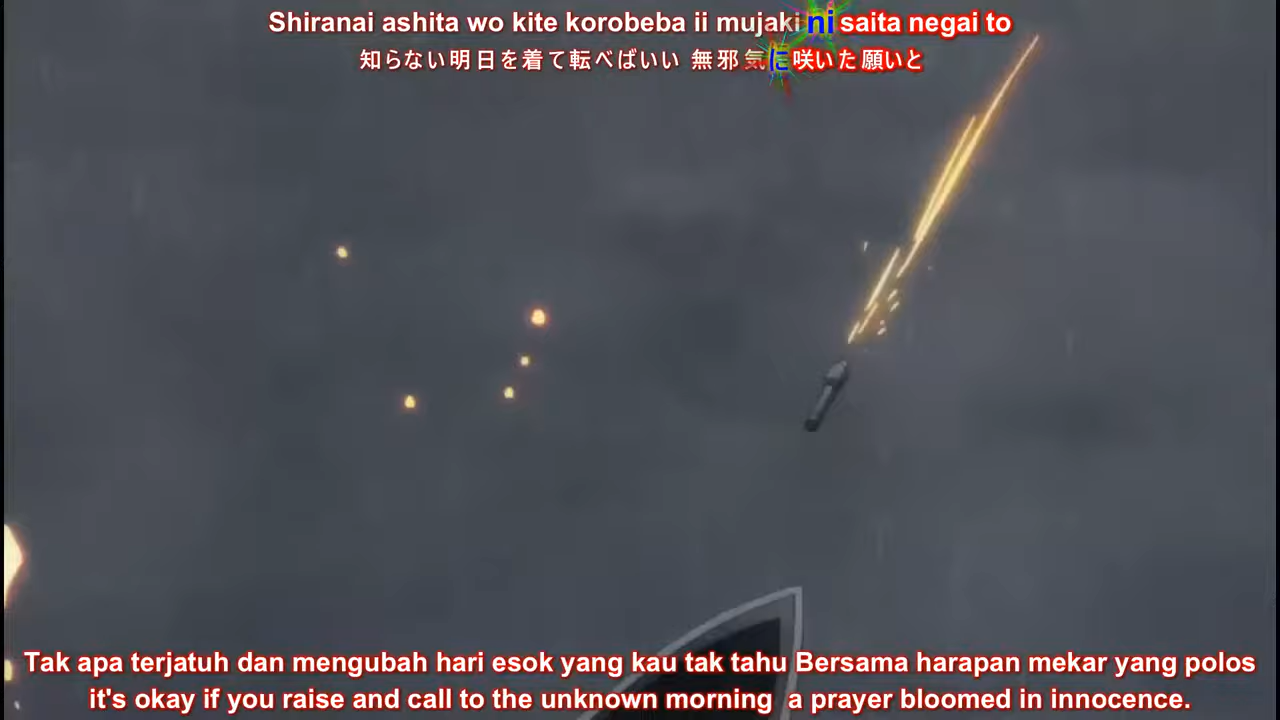 Shiranai ashita wo kite korobeba ii mujaki ni saita negai to
知らない明日を着て転べばいい 無邪気に咲いた願いと
Tak apa terjatuh dan mengubah hari esok yang kau tak tahu Bersama harapan mekar yang polos
it's okay if you raise and call to the unknown morning  a prayer bloomed in innocence.